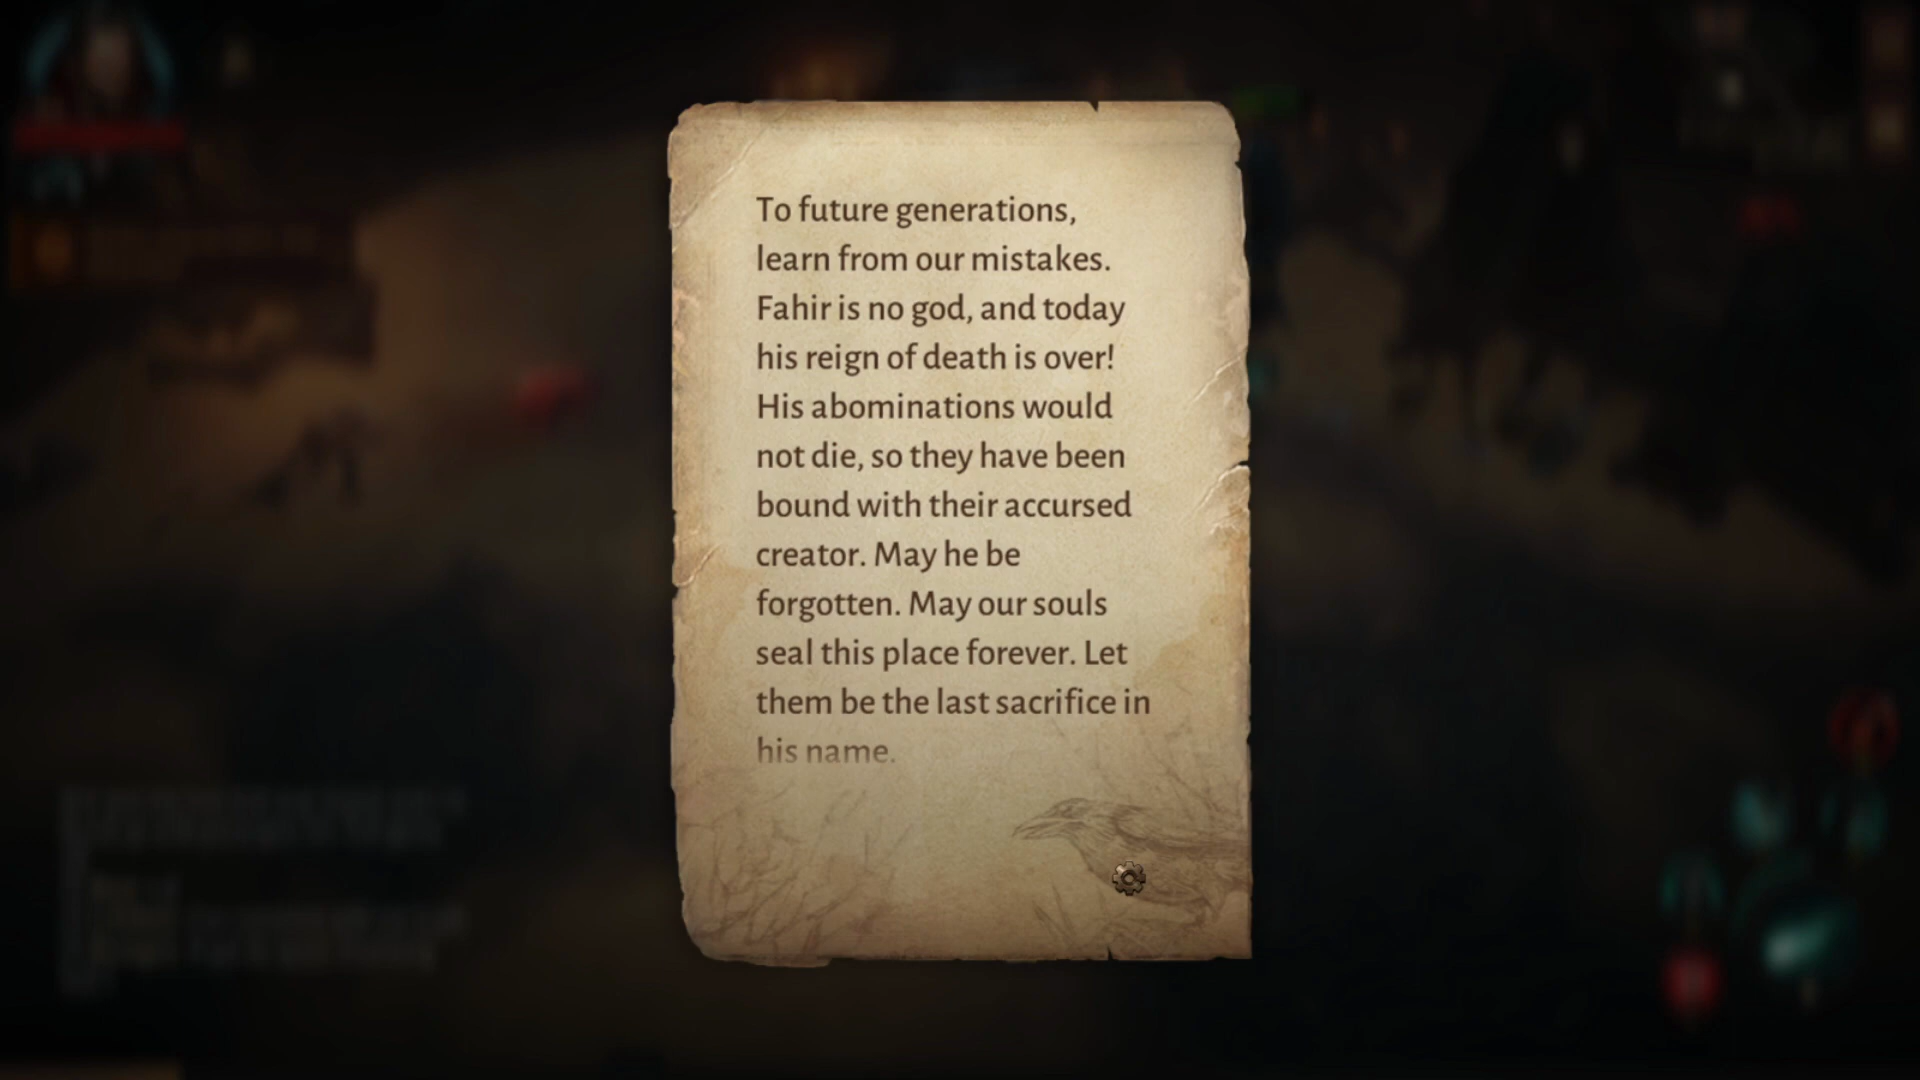 To future generations,
learn from our mistakes.
Fahir is no god, and today
his reign of death is over!
His abominations would
not die, so they have been
bound with their accursed
creator. May he be
forgotten. May our souls
seal this place forever. Let
them be the last sacrifice in
his name.